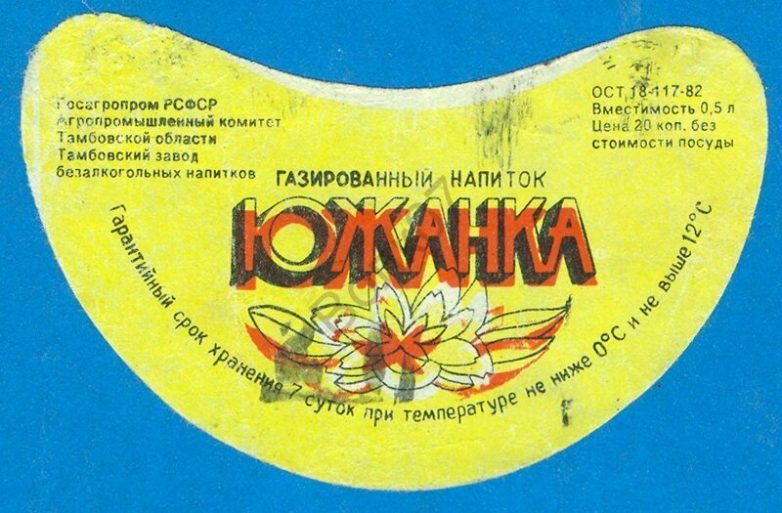 Госагропром РСФСР
Агропромышленный комитет
Тамбовской области
Тамбовский завод
безалкогольных напитков
ОСТ 18-117-82
Вместимость 0,5 л
Цена 20 коп. без
стоимости посуды
ГАЗИРОВАННЫЙ НАПИТОК
ЮЖАНКА
Гарантийный срок хранения 7 суток при температуре не ниже 0°С и не выше 12°С